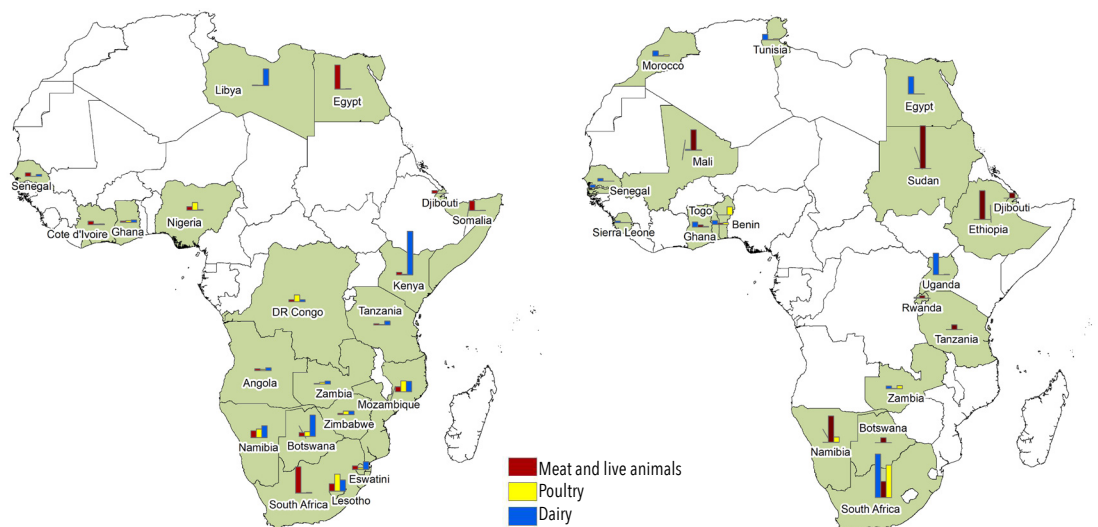 Libya
Egypt
Senegal
Djibouti
Somalia
Nigeria
Cote d'Ivoire
Ghana
Kenya
DR Congo
Tanzania
Angola
Zambia
Mozambique
Zimbabwe
Namibia
Botswana
Eswatini
South Africa
Lesotho
Tunisia
Morocco
Egypt
Mali
Sudan
Senegal
Djibouti
Togo
Sierra Leone
Ghana
Benin
Ethiopia
Uganda
Rwanda
Tanzania
Zambia
Botswana
Namibia
South Africa
Meat and live animals
Poultry
Dairy